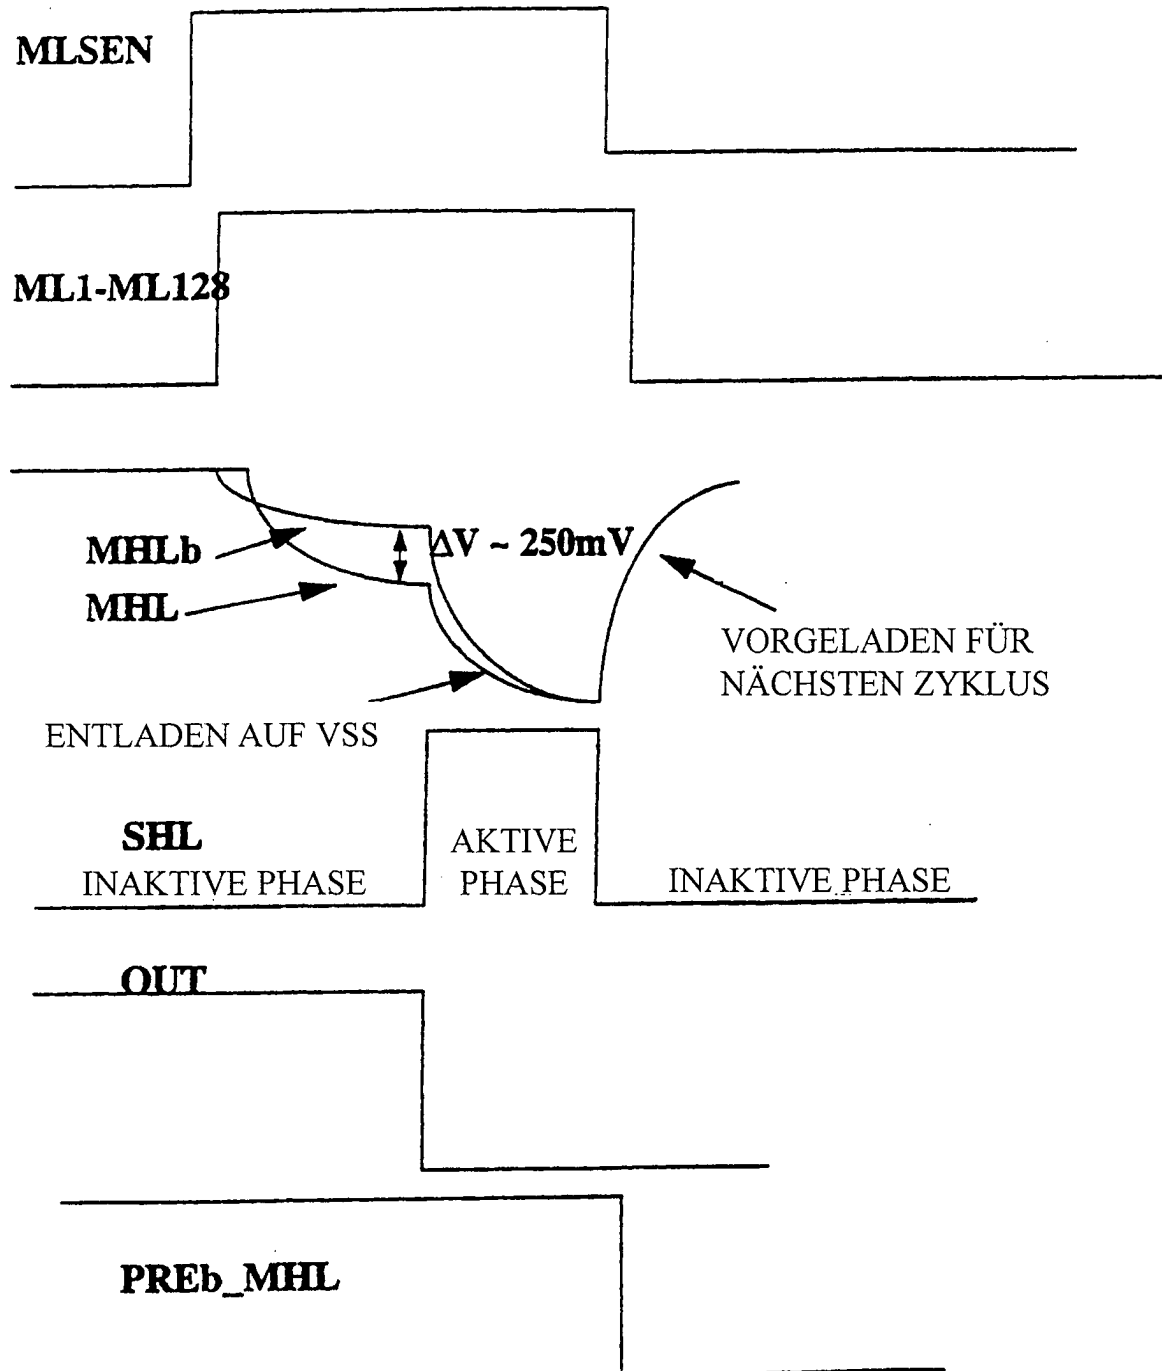 MLSEN
ML1-ML128
MHLb
ΔV ~ 250mV
MHL
VORGELADEN FÜR
NÄCHSTEN ZYKLUS
ENTLADEN AUF VSS
SHL
INAKTIVE PHASE
AKTIVE
PHASE
INAKTIVE PHASE
OUT
PREb_MHL